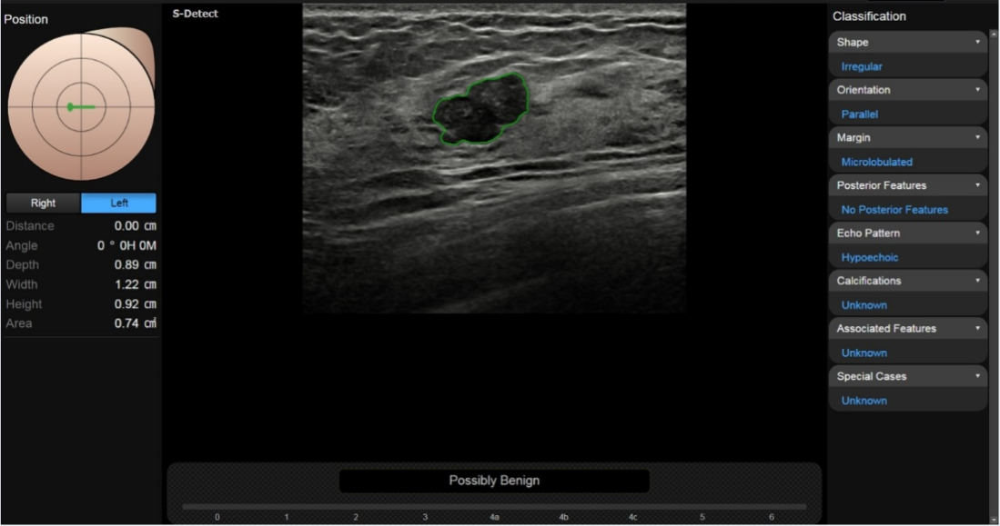 Position
Right Left
Distance 0.00 cm
Angle 0 ° 0H 0M
Depth 0.89 cm
Width 1.22 cm
Height 0.92 cm
Area 0.74 ㎠
S-Detect
Possibly Benign
0 1 2 3 4a 4b 4c 5 6
Classification
Shape
Irregular
Orientation
Parallel
Margin
Microlobulated
Posterior Features
No Posterior Features
Echo Pattern
Hypoechoic
Calcifications
Unknown
Associated Features
Unknown
Special Cases
Unknown